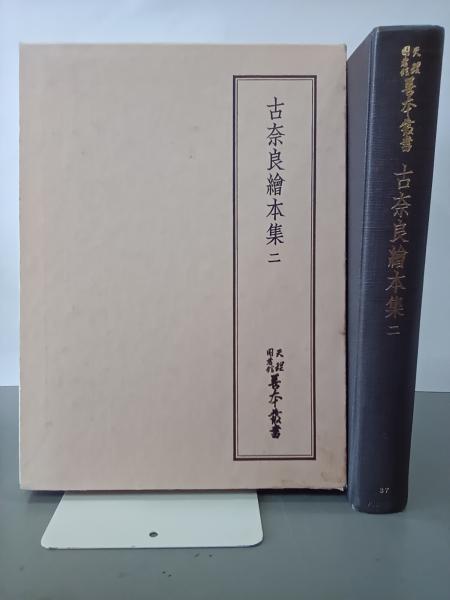 古奈良繪本集 二
天理
図書館
善本叢書
天理
図書館
善本叢書
古奈良繪本集 二
37